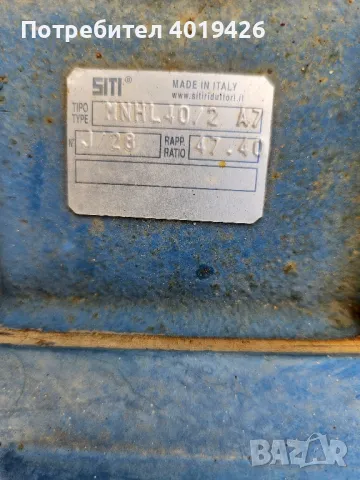 Потребител 4019426
SITI®
MADE IN ITALY
www.sitiriduttori.it
TIPO
TYPE
MNHL40/2 A7
N°
J/28
RAPP.
RATIO
47.40
BAZAR